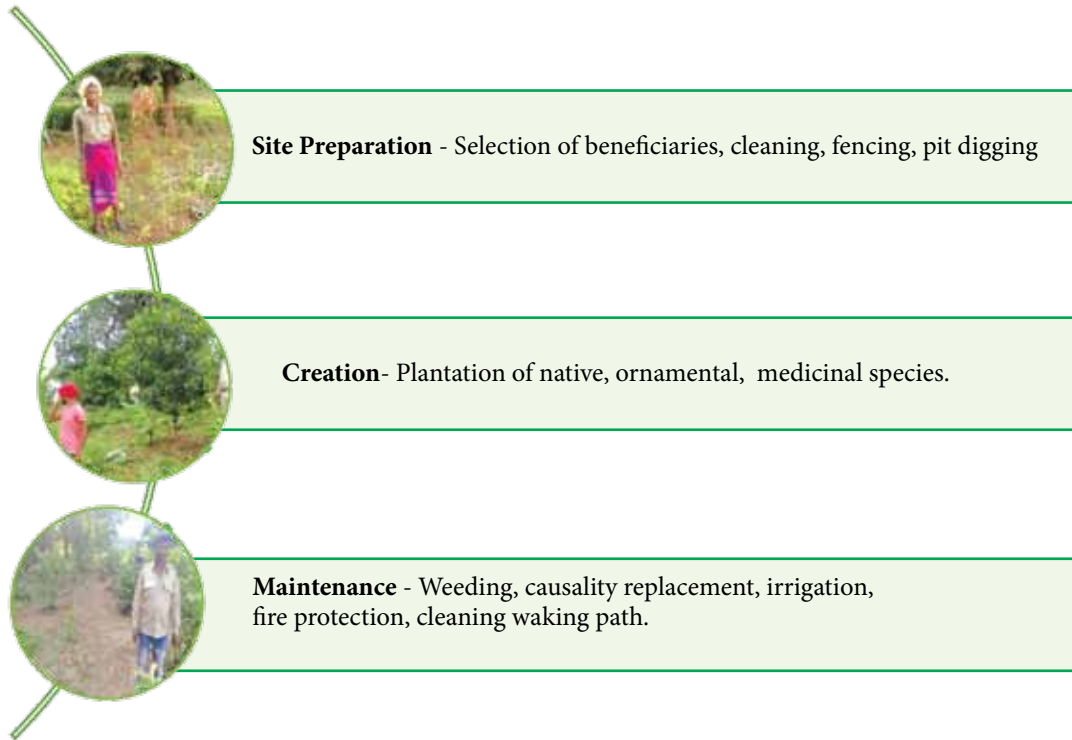 Site Preparation - Selection of beneficiaries, cleaning, fencing, pit digging
Creation- Plantation of native, ornamental, medicinal species.
Maintenance - Weeding, causality replacement, irrigation,
fire protection, cleaning waking path.